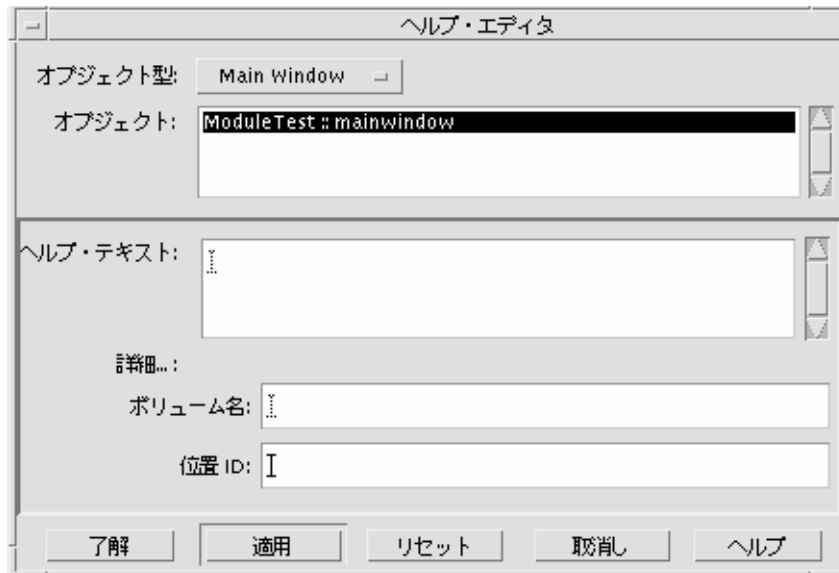 ヘルプ・エディタ
オブジェクト型: Main Window
オブジェクト: ModuleTest :: mainwindow
ヘルプ・テキスト:
詳細...:
ボリューム名:
位置 ID:
了解 適用 リセット 取消し ヘルプ